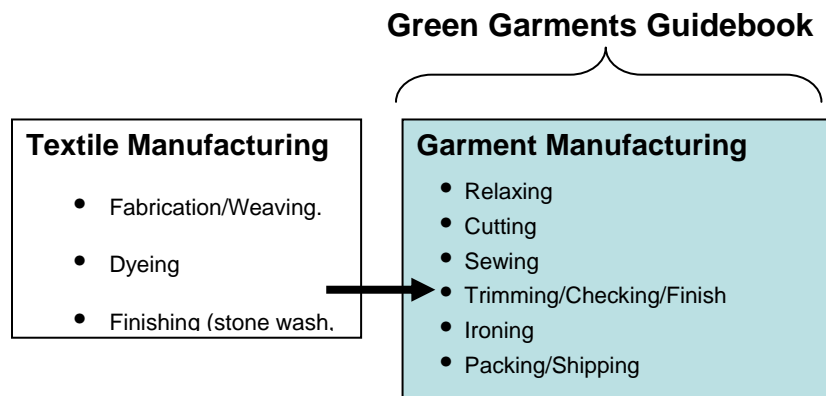 Green Garments Guidebook
Textile Manufacturing
• Fabrication/Weaving.
• Dyeing
• Finishing (stone wash,
Garment Manufacturing
• Relaxing
• Cutting
• Sewing
• Trimming/Checking/Finish
• Ironing
• Packing/Shipping